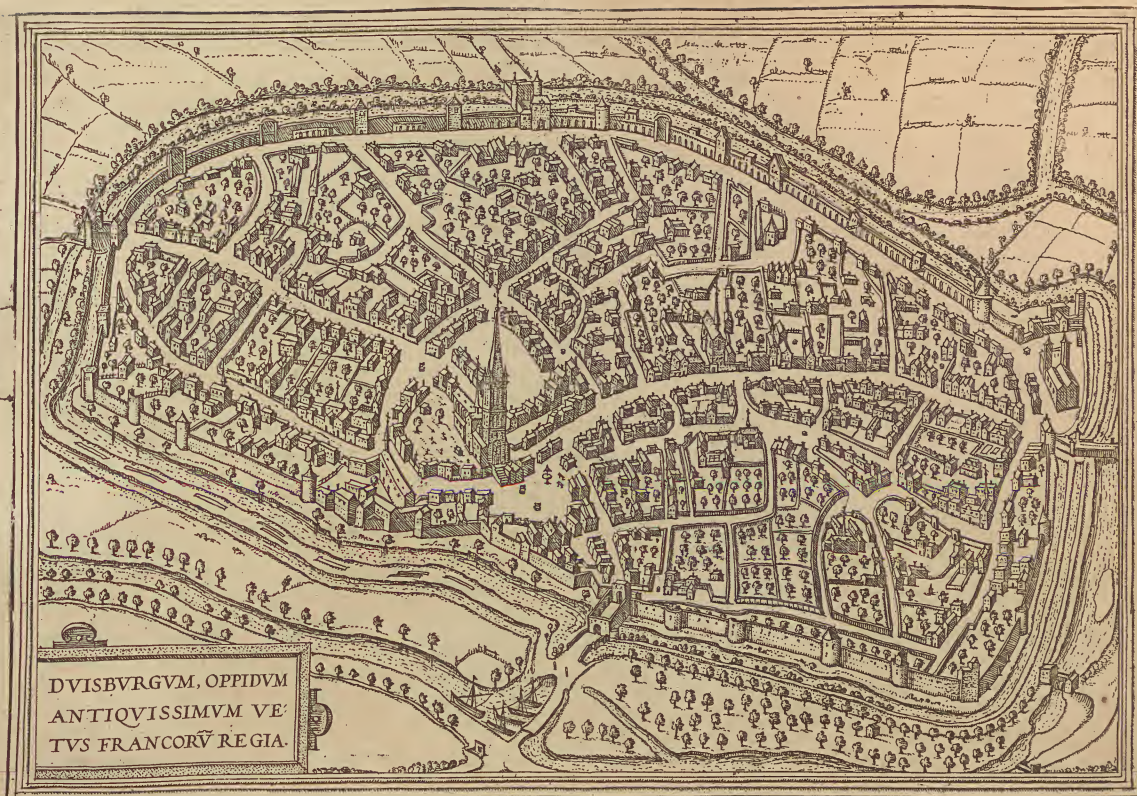 DVISBVRGVM, OPPIDVM
ANTIQVISSIMVM VE⸗
TVS FRANCORV̄ REGIA.